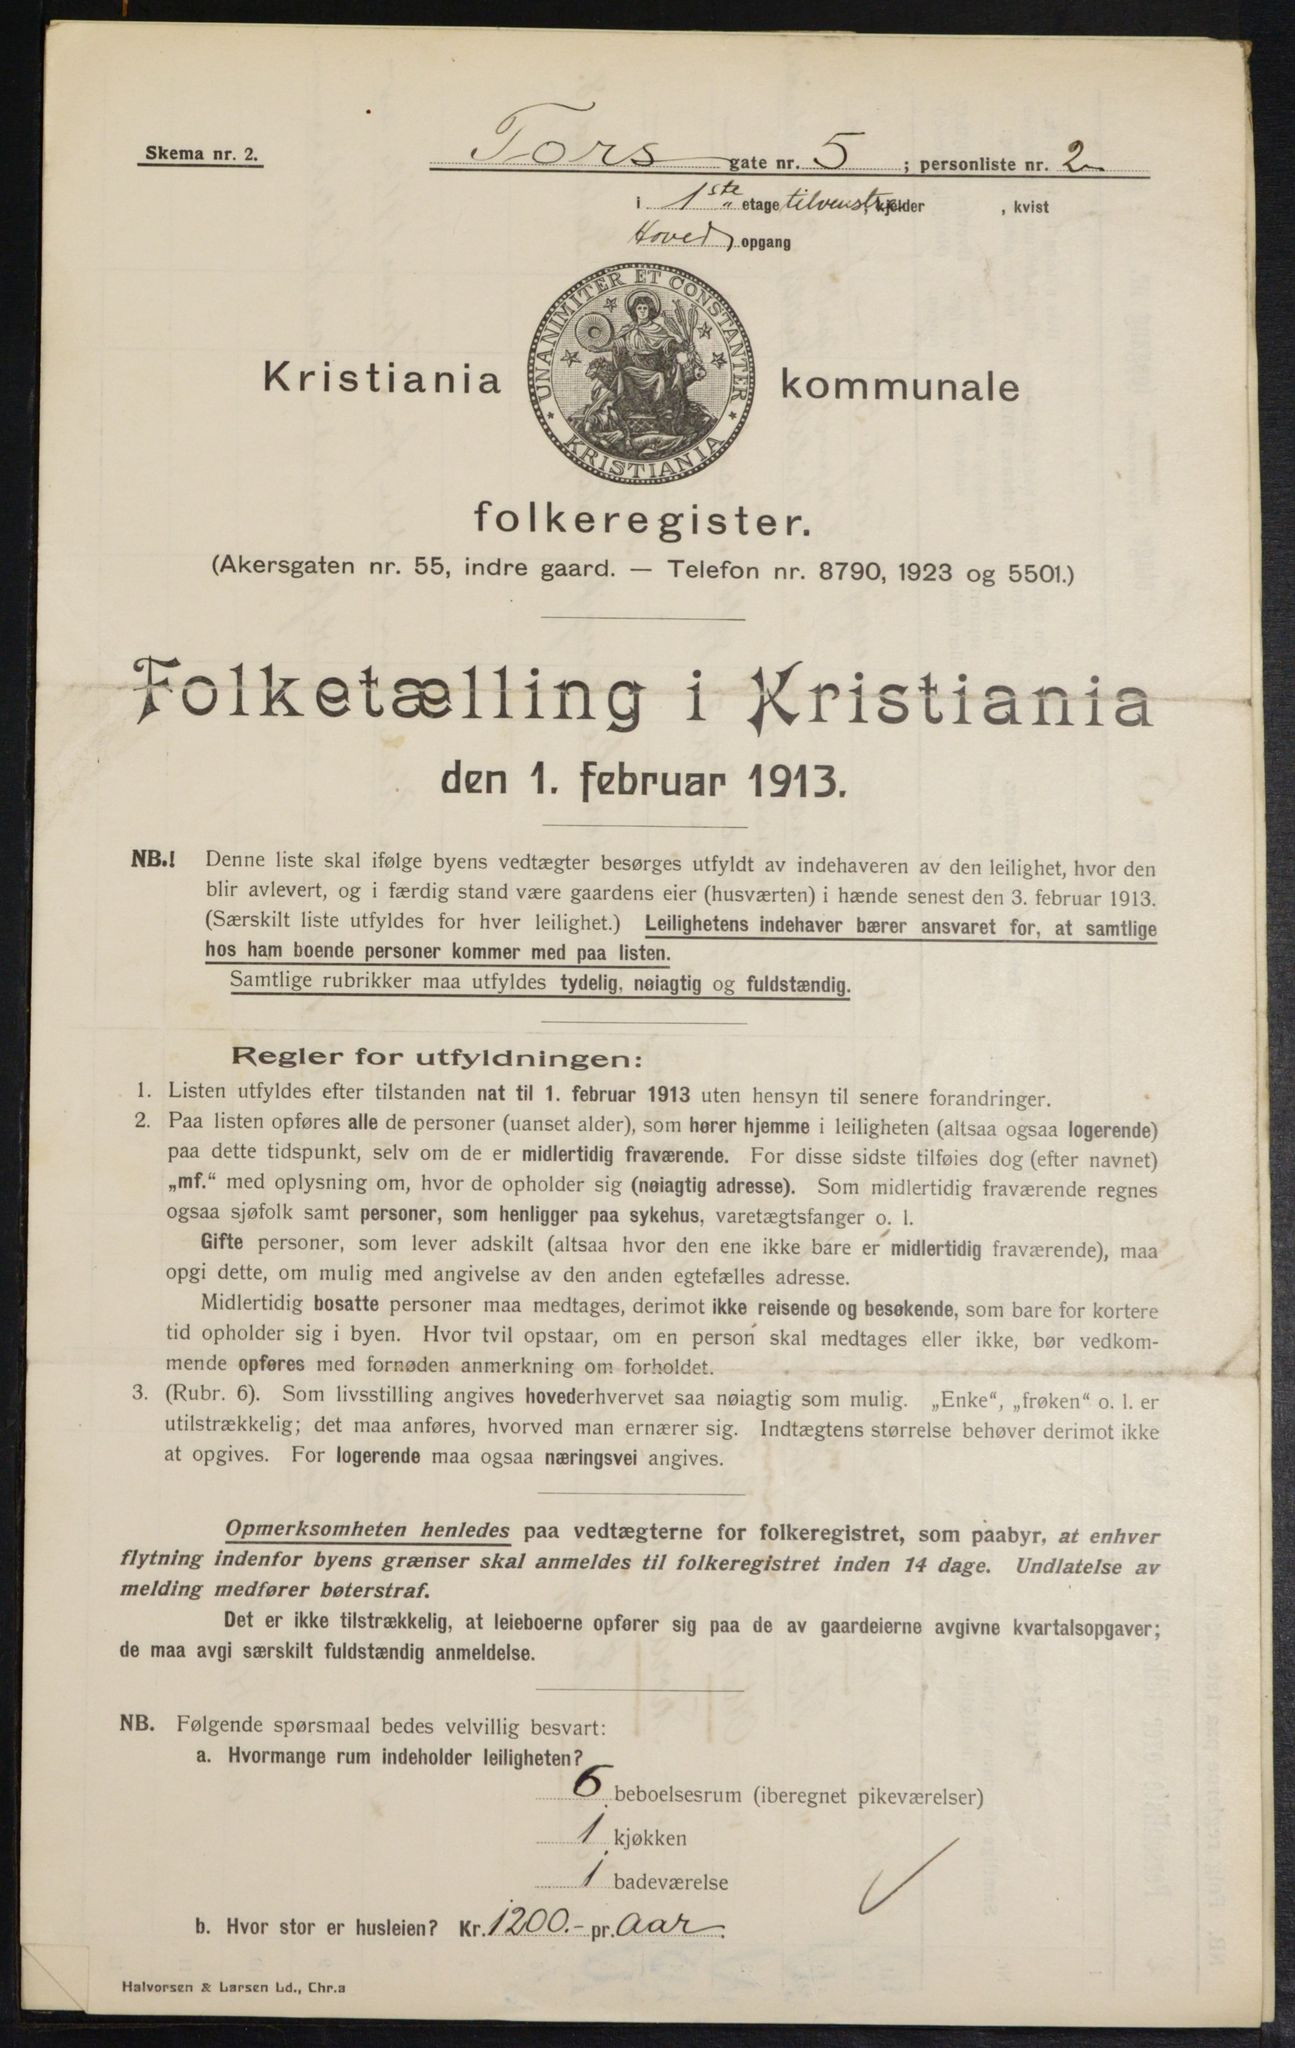 Skema nr. 2.
Tors gate nr. 5 ; personliste nr. 2
i 1ste etage tilvenstre, kjelder , kvist
Hoved opgang
UNANIMITER ET CONSTANTER
KRISTIANIA
Kristiania kommunale
folkeregister.
(Akersgaten nr. 55, indre gaard. — Telefon nr. 8790, 1923 og 5501.)
Folketælling i Kristiania
den 1. februar 1913.
NB.! Denne liste skal ifølge byens vedtægter besørges utfyldt av indehaveren av den leilighet, hvor den
blir avlevert, og i færdig stand være gaardens eier (husværten) i hænde senest den 3. februar 1913.
(Særskilt liste utfyldes for hver leilighet.) Leilighetens indehaver bærer ansvaret for, at samtlige
hos ham boende personer kommer med paa listen.
Samtlige rubrikker maa utfyldes tydelig, nøiagtig og fuldstændig.
Regler for utfyldningen:
1. Listen utfyldes efter tilstanden nat til 1. februar 1913 uten hensyn til senere forandringer.
2. Paa listen opføres alle de personer (uanset alder), som hører hjemme i leiligheten (altsaa ogsaa logerende)
paa dette tidspunkt, selv om de er midlertidig fraværende. For disse sidste tilføies dog (efter navnet)
„mf.“ med oplysning om, hvor de opholder sig (nøiagtig adresse). Som midlertidig fraværende regnes
ogsaa sjøfolk samt personer, som henligger paa sykehus, varetægtsfanger o. l.
Gifte personer, som lever adskilt (altsaa hvor den ene ikke bare er midlertidig fraværende), maa
opgi dette, om mulig med angivelse av den anden egtefælles adresse.
Midlertidig bosatte personer maa medtages, derimot ikke reisende og besøkende, som bare for kortere
tid opholder sig i byen. Hvor tvil opstaar, om en person skal medtages eller ikke, bør vedkom-
mende opføres med fornøden anmerkning om forholdet.
3. (Rubr. 6). Som livsstilling angives hovederhvervet saa nøiagtig som mulig. „Enke“, „frøken“ o. l. er
utilstrækkelig; det maa anføres, hvorved man ernærer sig. Indtægtens størrelse behøver derimot ikke
at opgives. For logerende maa ogsaa næringsvei angives.
Opmerksomheten henledes paa vedtægterne for folkeregistret, som paabyr, at enhver
flytning indenfor byens grænser skal anmeldes til folkeregistret inden 14 dage. Undlatelse av
melding medfører bøterstraf.
Det er ikke tilstrækkelig, at leieboerne opfører sig paa de av gaardeierne avgivne kvartalsopgaver;
de maa avgi særskilt fuldstændig anmeldelse.
NB. Følgende spørsmaal bedes velvillig besvart:
a. Hvormange rum indeholder leiligheten?
6 beboelsesrum (iberegnet pikeværelser)
1 kjøkken
1 badeværelse
b. Hvor stor er husleien? Kr. 1200.- pr. Aar.
Halvorsen & Larsen Ld., Chr.a